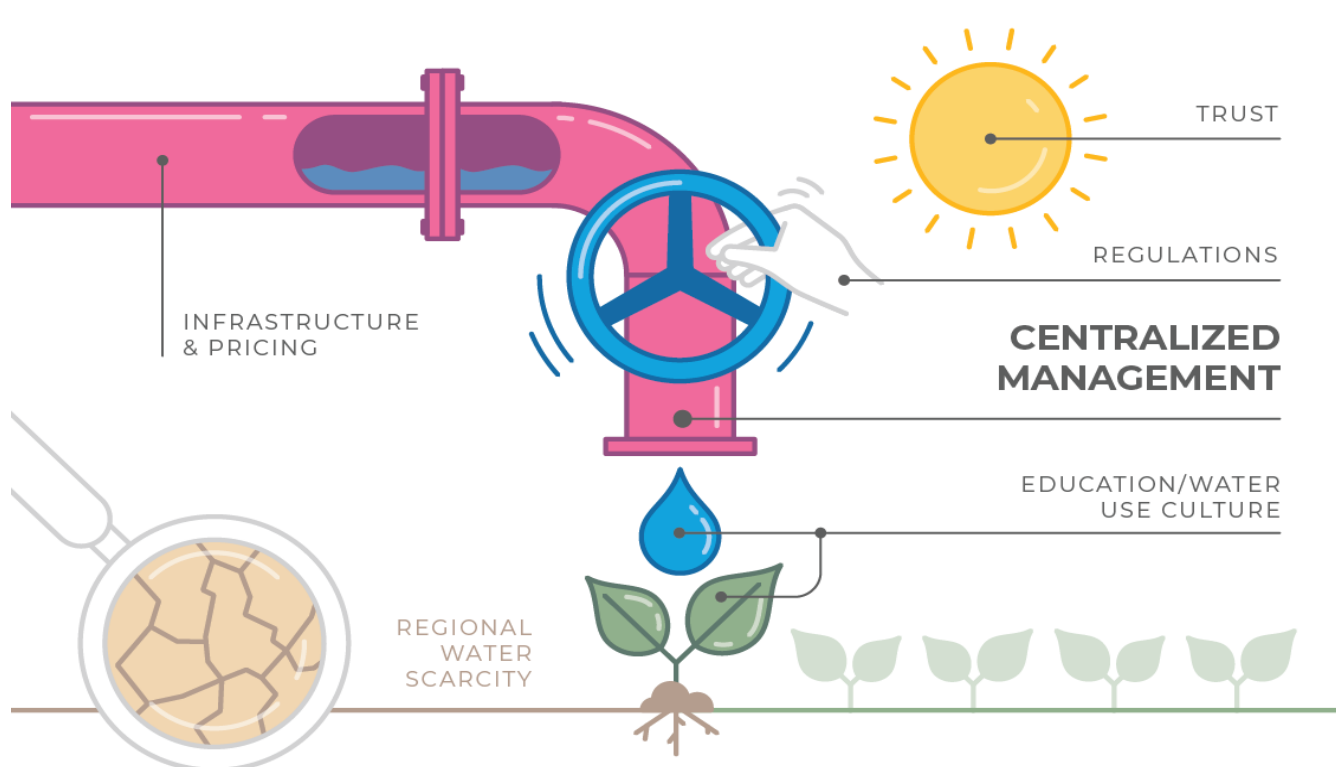 TRUST
REGULATIONS
INFRASTRUCTURE
& PRICING
CENTRALIZED
MANAGEMENT
EDUCATION/WATER
USE CULTURE
REGIONAL
WATER
SCARCITY